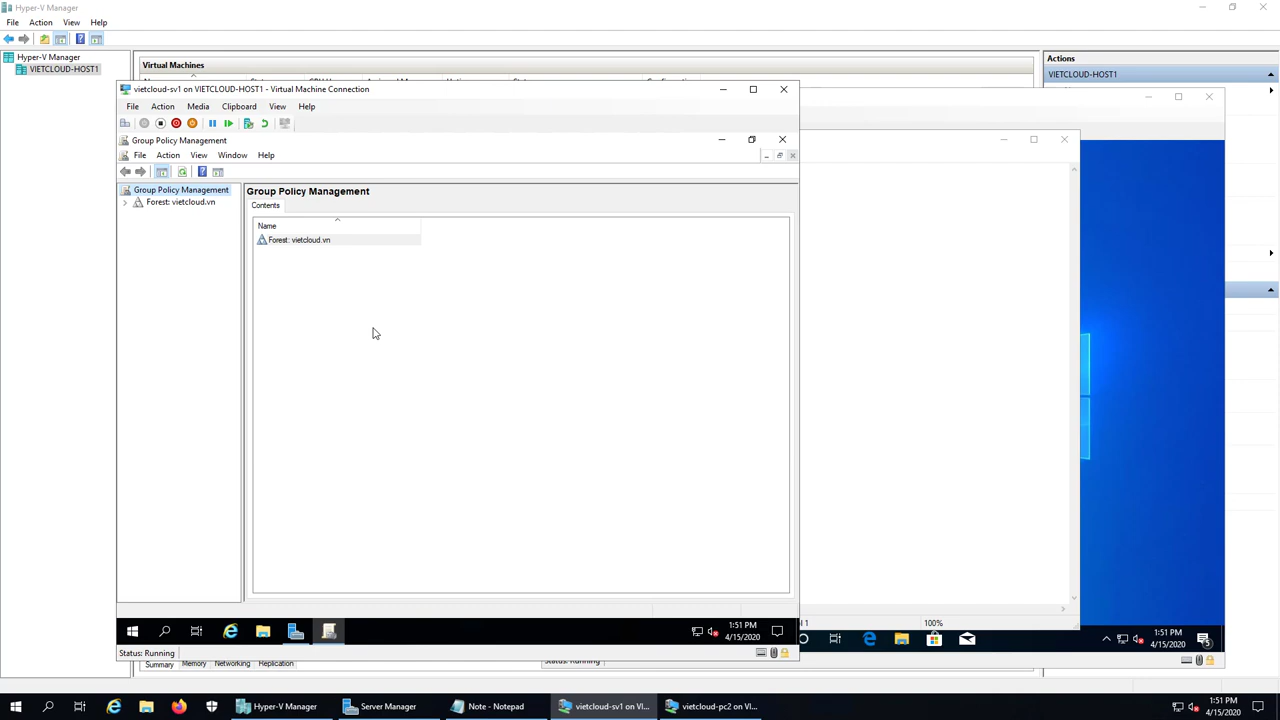 Hyper-V Manager
File Action View Help
Hyper-V Manager
VIETCLOUD-HOST1
Virtual Machines
Actions
VIETCLOUD-HOST1
vietcloud-sv1 on VIETCLOUD-HOST1 - Virtual Machine Connection
File Action Media Clipboard View Help
Group Policy Management
File Action View Window Help
Group Policy Management
Forest: vietcloud.vn
Group Policy Management
Contents
Name
Forest: vietcloud.vn
1:51 PM
4/15/2020
Status: Running
100%
1:51 PM
4/15/2020
5
Summary Memory Networking Replication
Hyper-V Manager
Server Manager
Note - Notepad
vietcloud-sv1 on VI...
vietcloud-pc2 on VI...
1:51 PM
4/15/2020